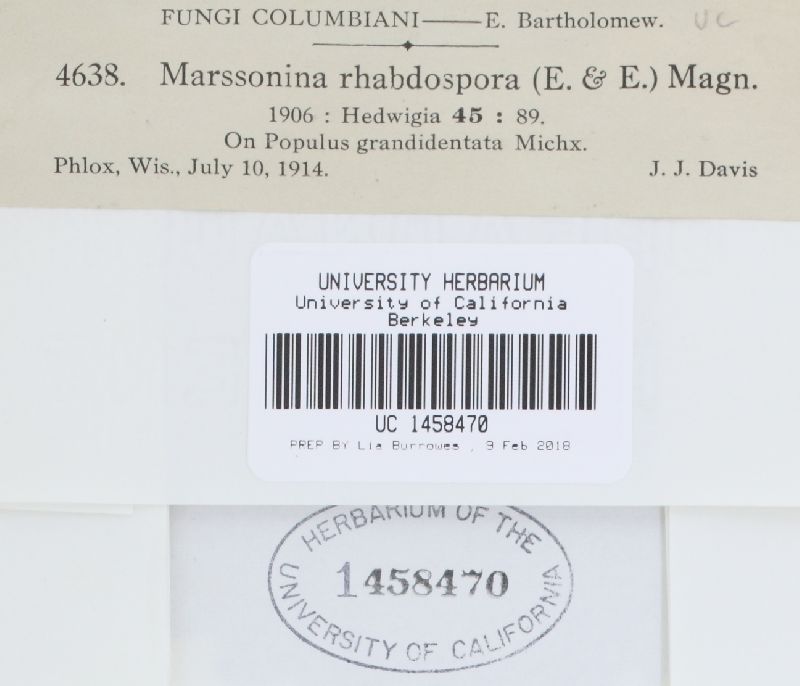 FUNGI COLUMBIANI——E. Bartholomew. UC
4638. Marssonina rhabdospora (E. & E.) Magn.
1906 : Hedwigia 45 : 89.
On Populus grandidentata Michx.
Phlox, Wis., July 10, 1914. J. J. Davis
UNIVERSITY HERBARIUM
University of California
Berkeley
UC 1458470
PREP BY Lia Burrowes , 9 Feb 2018
HERBARIUM OF THE
1458470
UNIVERSITY OF CALIFORNIA